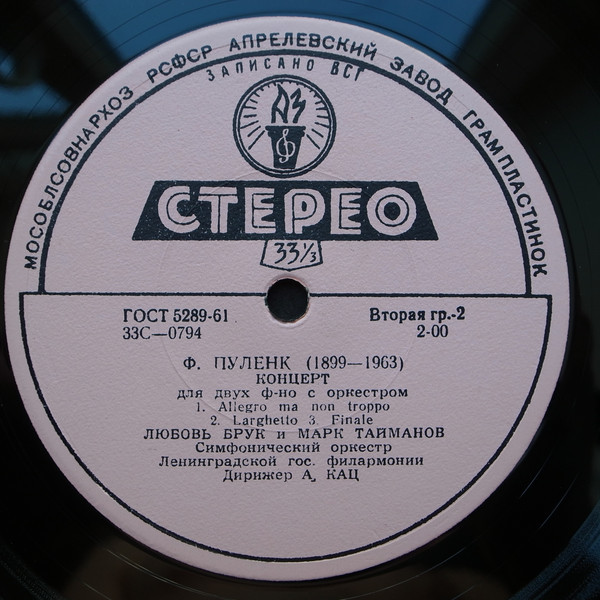 МОСОБЛСОВНАРХОЗ РСФСР АПРЕЛЕВСКИЙ ЗАВОД ГРАМПЛАСТИНОК
ЗАПИСАНО ВСГ
АЗ
СТЕРЕО
33⅓
ГОСТ 5289-61 Вторая гр.-2
33С—0794 2-00
Ф. ПУЛЕНК (1899—1963)
КОНЦЕРТ
для двух ф-но с оркестром
1. Allegro ma non troppo
2. Larghetto 3. Finale
ЛЮБОВЬ БРУК и МАРК ТАЙМАНОВ
Симфонический оркестр
Ленинградской гос. филармонии
Дирижер А. КАЦ